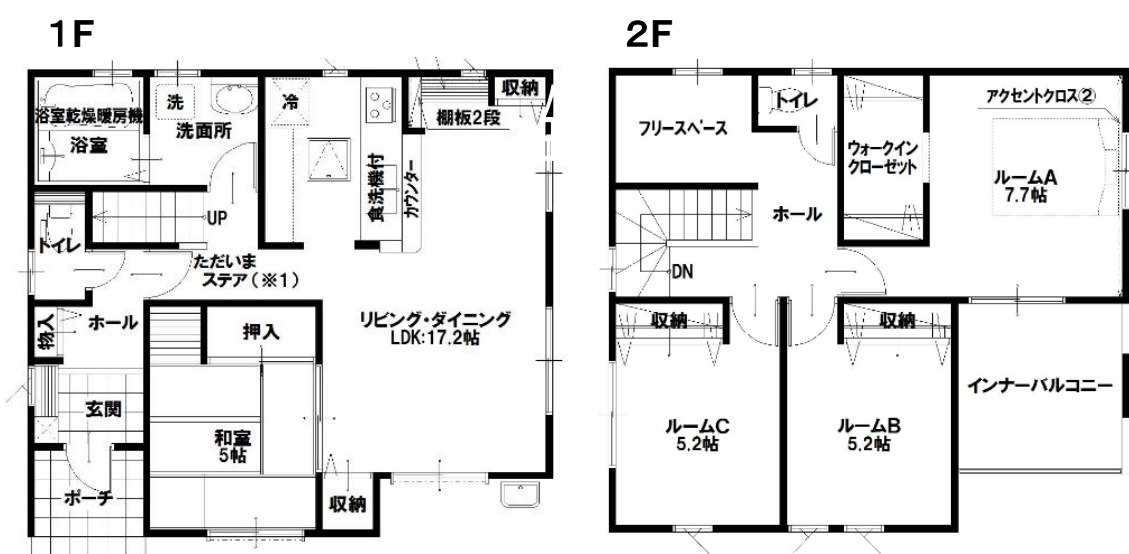 1F
浴室乾燥暖房機
浴室
洗
洗面所
冷
食洗機付
カウンター
棚板2段
収納
トイレ
UP
ただいま
ステア(※1)
物入
ホール
押入
リビング・ダイニング
LDK:17.2帖
玄関
和室
5帖
ポーチ
収納
2F
フリースペース
トイレ
ウォークイン
クローゼット
アクセントクロス②
ルームA
7.7帖
ホール
DN
収納
収納
ルームC
5.2帖
ルームB
5.2帖
インナーバルコニー